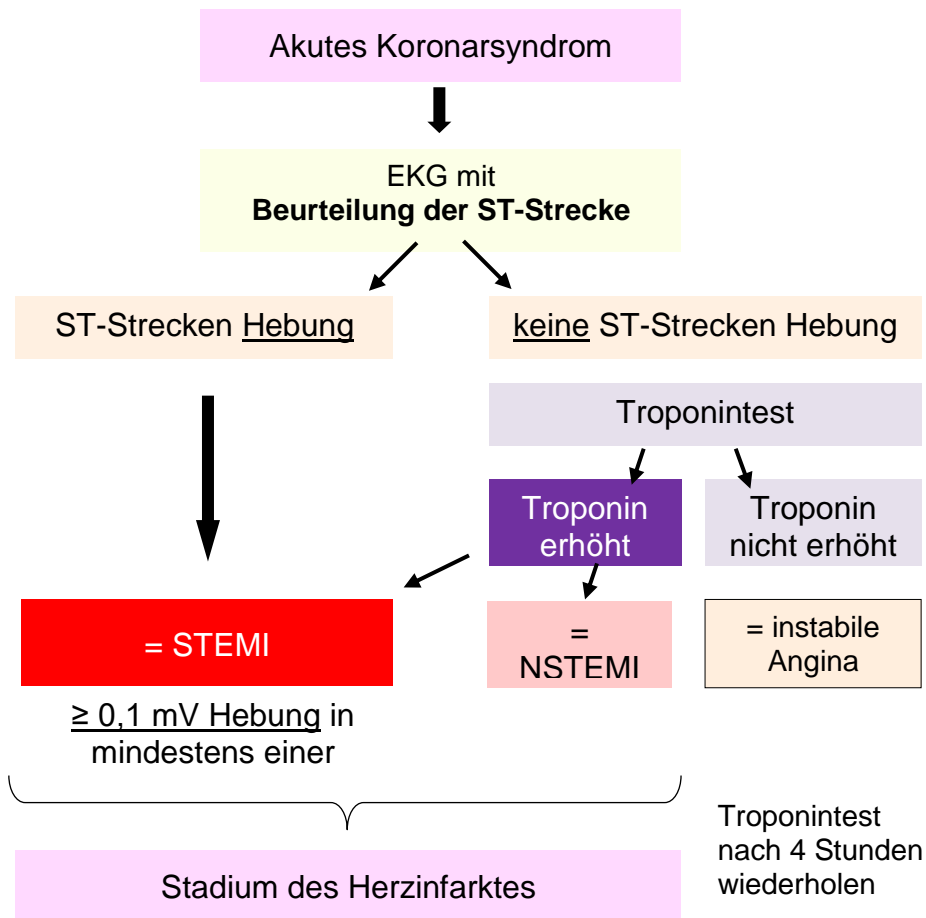 Akutes Koronarsyndrom
EKG mit
Beurteilung der ST-Strecke
ST-Strecken Hebung
keine ST-Strecken Hebung
Troponintest
Troponin
erhöht
Troponin
nicht erhöht
= STEMI
=
NSTEMI
= instabile
Angina
≥ 0,1 mV Hebung in
mindestens einer
Troponintest
nach 4 Stunden
wiederholen
Stadium des Herzinfarktes